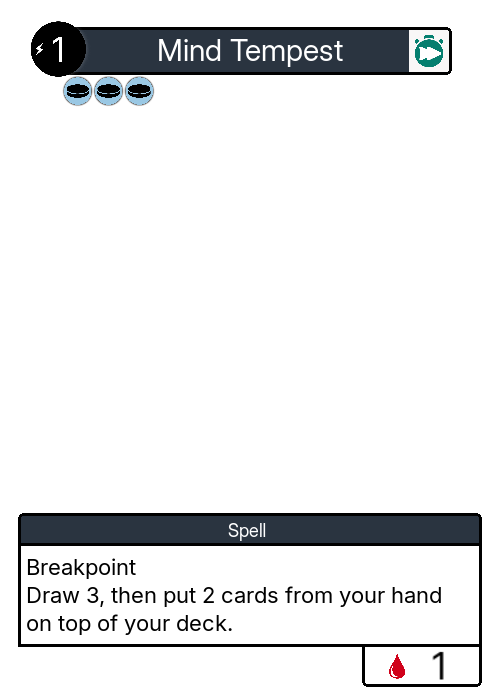 1 Mind Tempest
Spell
Breakpoint
Draw 3, then put 2 cards from your hand
on top of your deck.
1